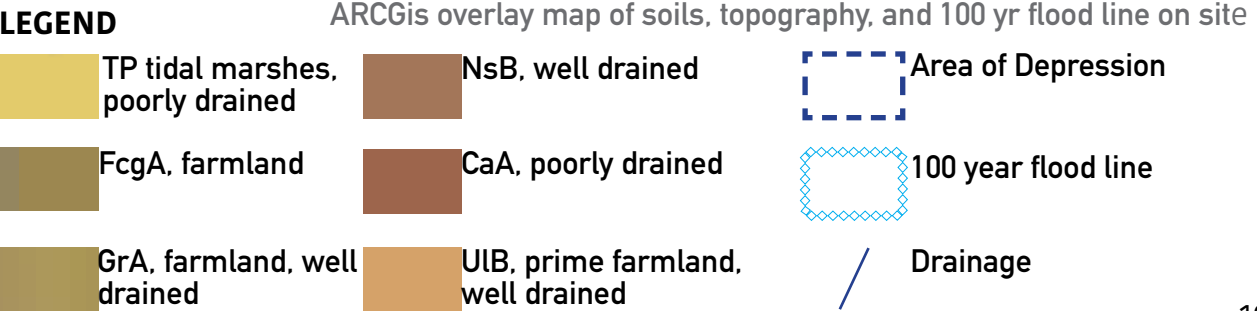 LEGEND
ARCGis overlay map of soils, topography, and 100 yr flood line on site
TP tidal marshes,
poorly drained
FcgA, farmland
GrA, farmland, well
drained
NsB, well drained
CaA, poorly drained
UlB, prime farmland,
well drained
Area of Depression
100 year flood line
Drainage